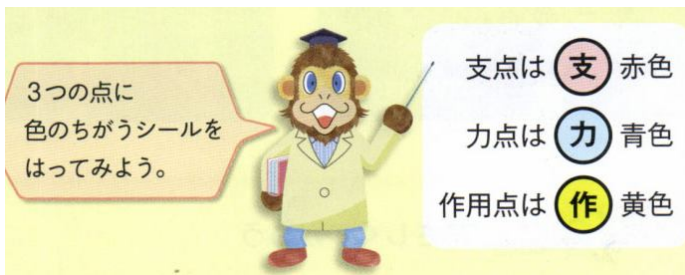 3つの点に
色のちがうシールを
はってみよう。
支点は 支 赤色
力点は 力 青色
作用点は 作 黄色